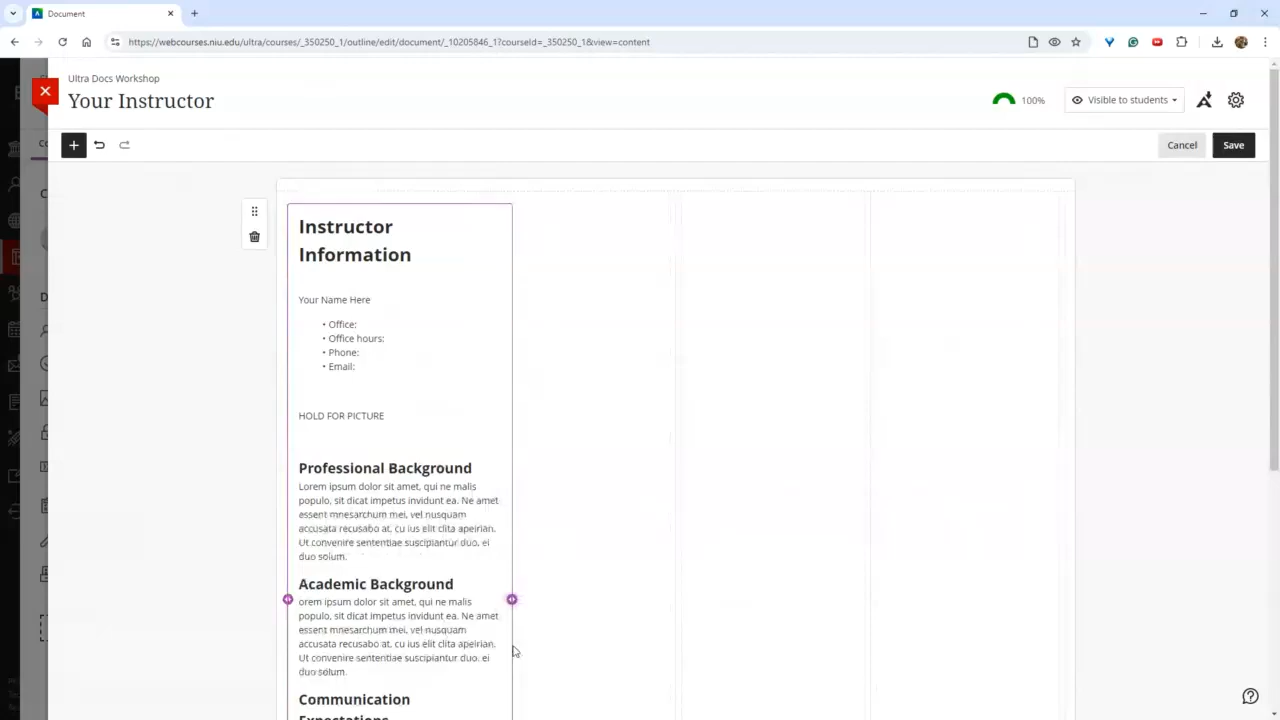 Document
https://webcourses.niu.edu/ultra/courses/_350250_1/outline/edit/document/_10205846_1?courseId=_350250_1&view=content
Ultra Docs Workshop
Your Instructor
100%
Visible to students
Cancel
Save
Instructor
Information
Your Name Here
• Office:
• Office hours:
• Phone:
• Email:
HOLD FOR PICTURE
Professional Background
Lorem ipsum dolor sit amet, qui ne malis
populo, sit dicat impetus invidunt ea. Ne amet
essent mnesarchum mei, vel nusquam
accusata recusabo at, cu ius elit clita apeirian.
Ut convenire sententiae suscipiantur duo, ei
duo solum.
Academic Background
orem ipsum dolor sit amet, qui ne malis
populo, sit dicat impetus invidunt ea. Ne amet
essent mnesarchum mei, vel nusquam
accusata recusabo at, cu ius elit clita apeirian.
Ut convenire sententiae suscipiantur duo, ei
duo solum.
Communication
Expectations